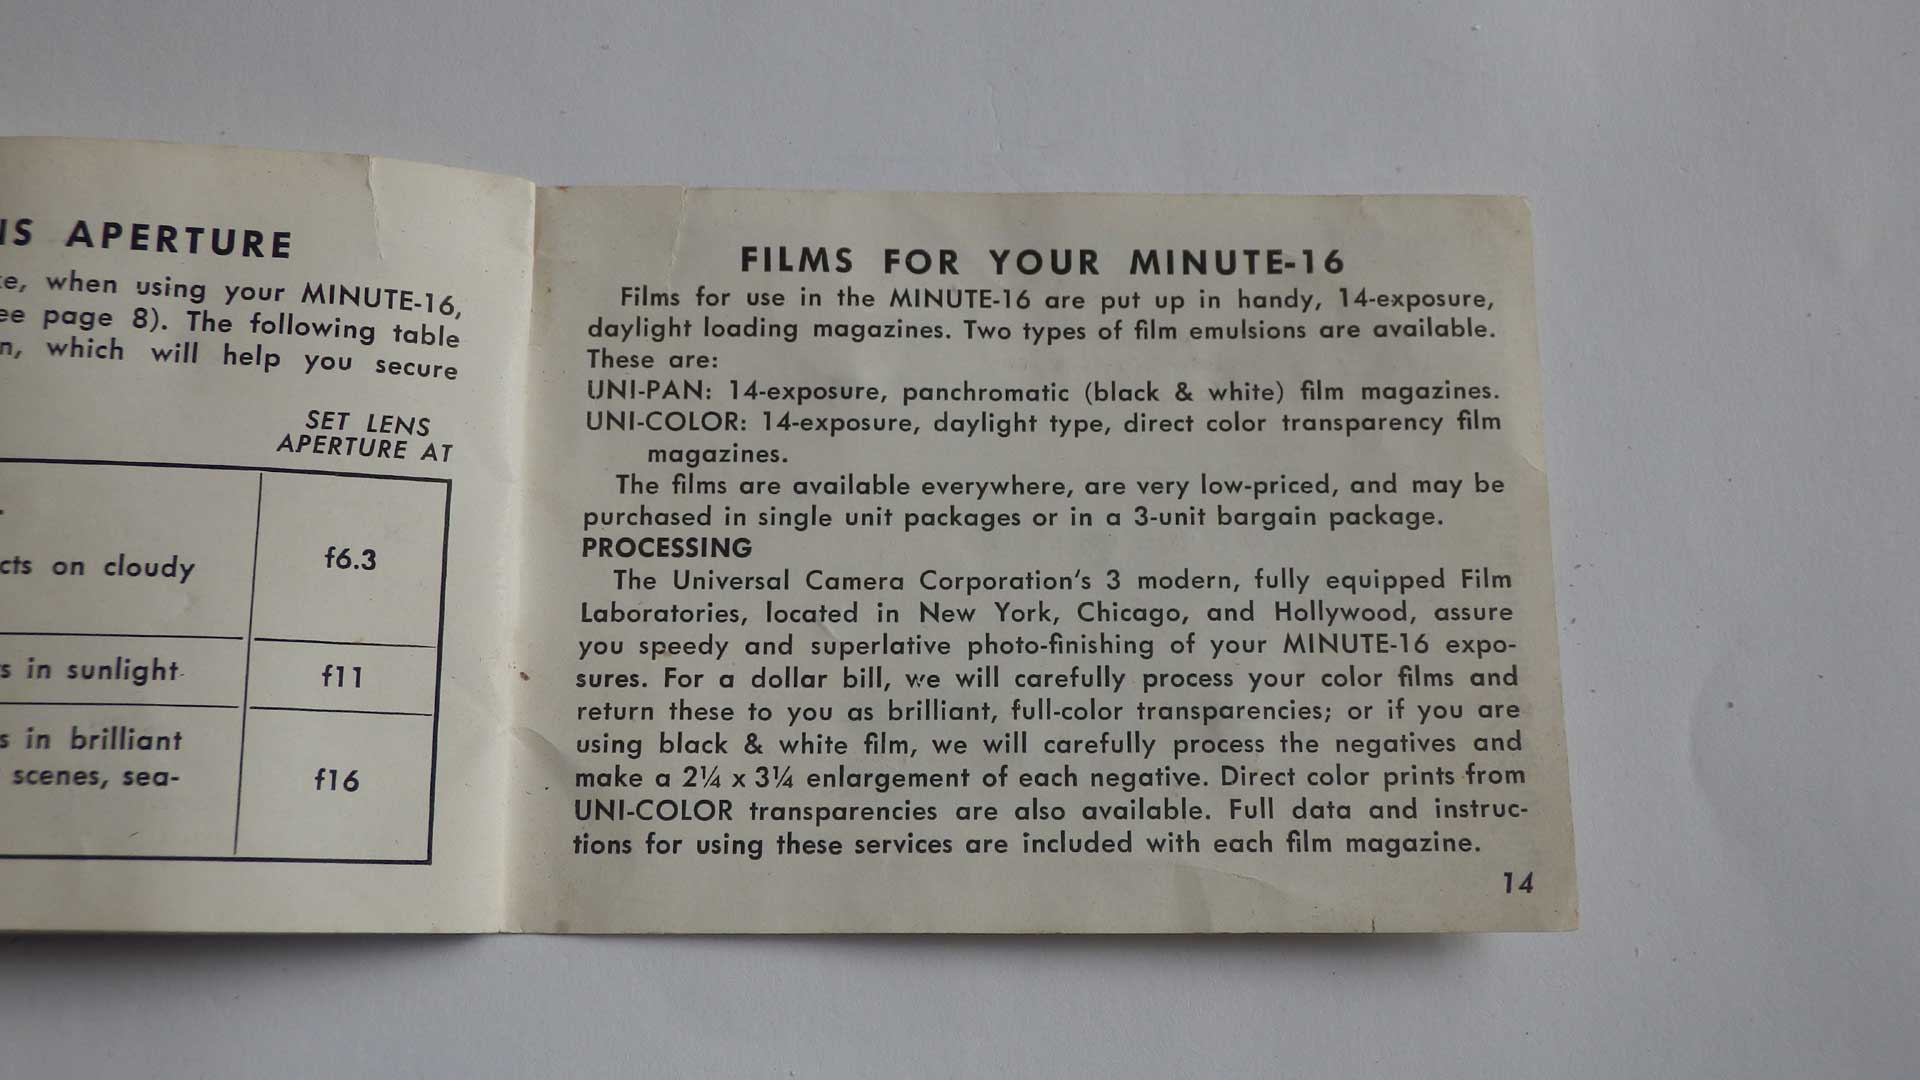 APERTURE
when using your MINUTE-16,
page 8). The following table
which will help you secure
SET LENS
APERTURE AT
on cloudy
f6.3
in sunlight
f11
in brilliant
scenes, sea-
f16
FILMS FOR YOUR MINUTE-16
Films for use in the MINUTE-16 are put up in handy, 14-exposure,
daylight loading magazines. Two types of film emulsions are available.
These are:
UNI-PAN: 14-exposure, panchromatic (black & white) film magazines.
UNI-COLOR: 14-exposure, daylight type, direct color transparency film
magazines.
The films are available everywhere, are very low-priced, and may be
purchased in single unit packages or in a 3-unit bargain package.
PROCESSING
The Universal Camera Corporation's 3 modern, fully equipped Film
Laboratories, located in New York, Chicago, and Hollywood, assure
you speedy and superlative photo-finishing of your MINUTE-16 expo-
sures. For a dollar bill, we will carefully process your color films and
return these to you as brilliant, full-color transparencies; or if you are
using black & white film, we will carefully process the negatives and
make a 2¼ x 3¼ enlargement of each negative. Direct color prints from
UNI-COLOR transparencies are also available. Full data and instruc-
tions for using these services are included with each film magazine.
14